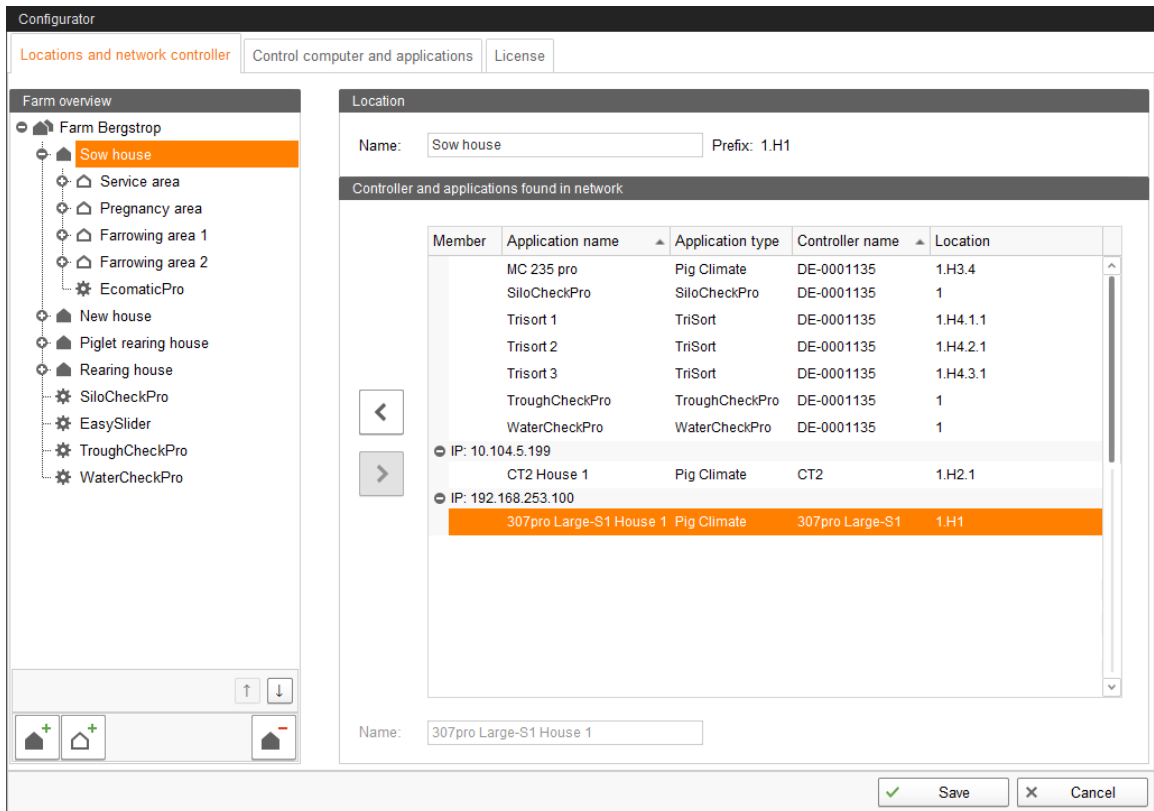 Configurator
Locations and network controller Control computer and applications License
Farm overview
Farm Bergstrop
Sow house
Service area
Pregnancy area
Farrowing area 1
Farrowing area 2
EcomaticPro
New house
Piglet rearing house
Rearing house
SiloCheckPro
EasySlider
TroughCheckPro
WaterCheckPro
Location
Name: Sow house Prefix: 1.H1
Controller and applications found in network
Member Application name Application type Controller name Location
MC 235 pro Pig Climate DE-0001135 1.H3.4
SiloCheckPro SiloCheckPro DE-0001135 1
Trisort 1 TriSort DE-0001135 1.H4.1.1
Trisort 2 TriSort DE-0001135 1.H4.2.1
Trisort 3 TriSort DE-0001135 1.H4.3.1
TroughCheckPro TroughCheckPro DE-0001135 1
WaterCheckPro WaterCheckPro DE-0001135 1
IP: 10.104.5.199
CT2 House 1 Pig Climate CT2 1.H2.1
IP: 192.168.253.100
307pro Large-S1 House 1 Pig Climate 307pro Large-S1 1.H1
Name: 307pro Large-S1 House 1
Save Cancel